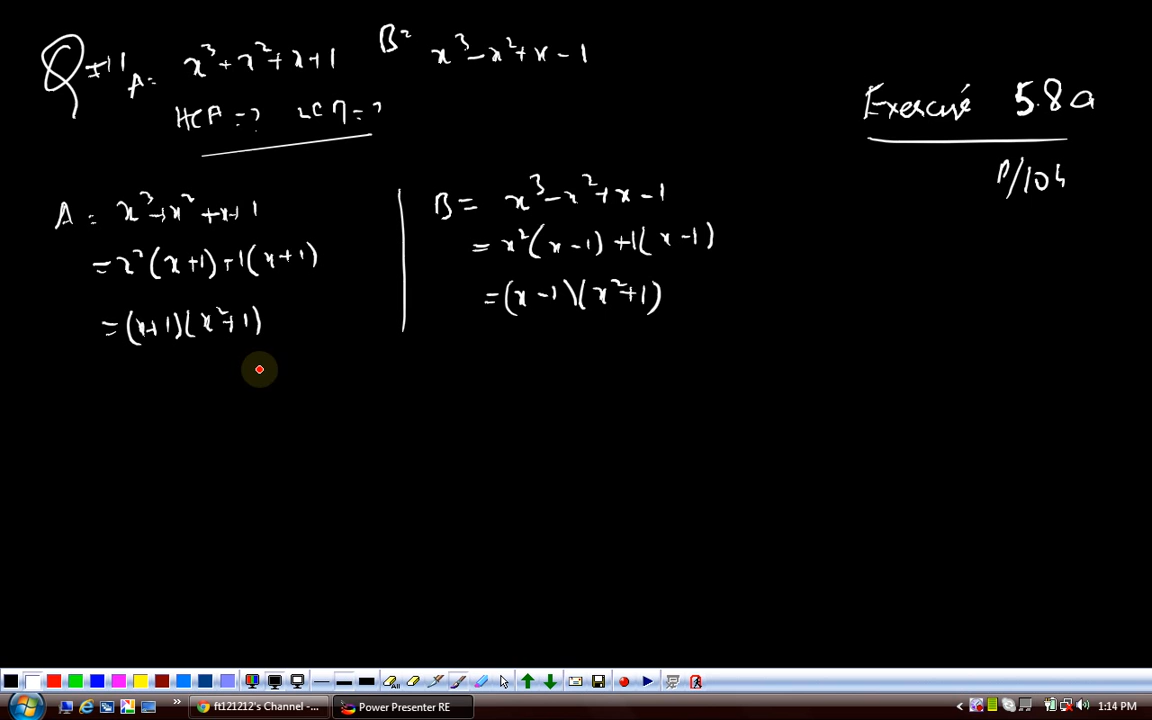 Q#11 A= x³+x²+x+1 B= x³-x²+x-1
HCF=? LCM=?
Exercise 5.8a
P/104
A= x³+x²+x+1
=x²(x+1)+1(x+1)
=(x+1)(x²+1)
B= x³-x²+x-1
=x²(x-1)+1(x-1)
=(x-1)(x²+1)
ft121212's Channel -...
Power Presenter RE
1:14 PM